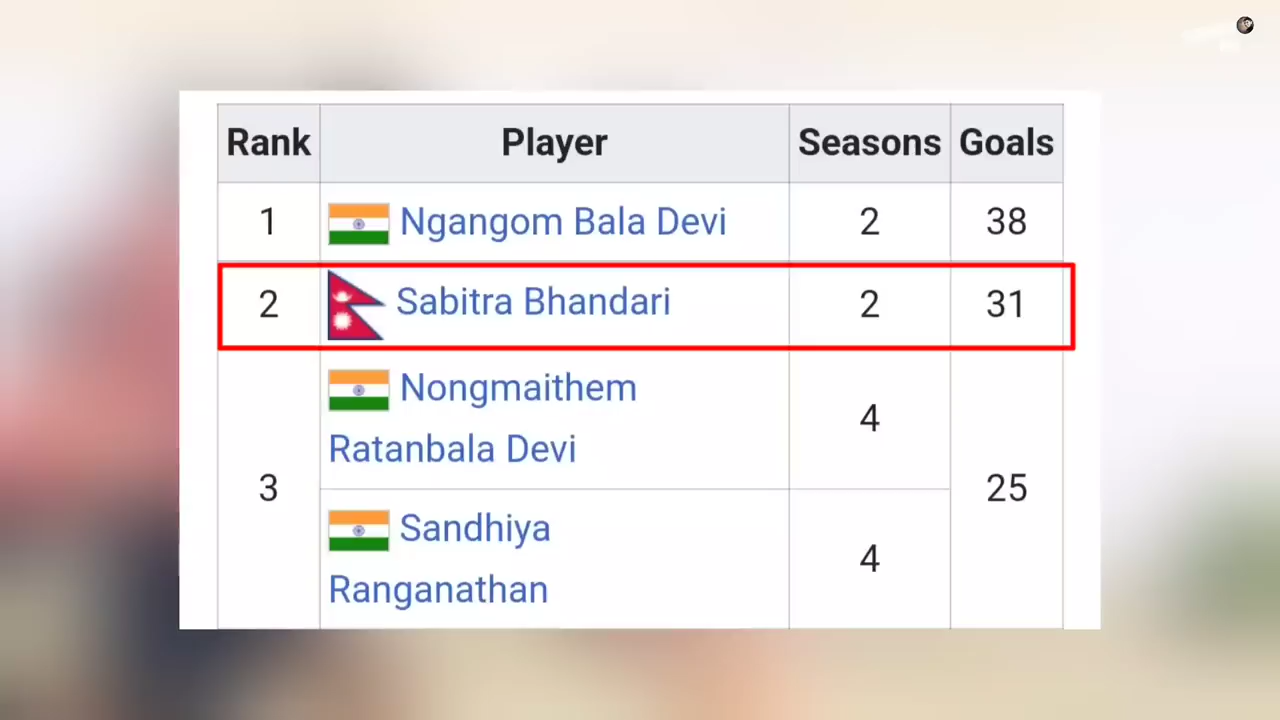 Rank Player Seasons Goals
1 Ngangom Bala Devi 2 38
2 Sabitra Bhandari 2 31
3 Nongmaithem Ratanbala Devi 4 25
Sandhiya Ranganathan 4